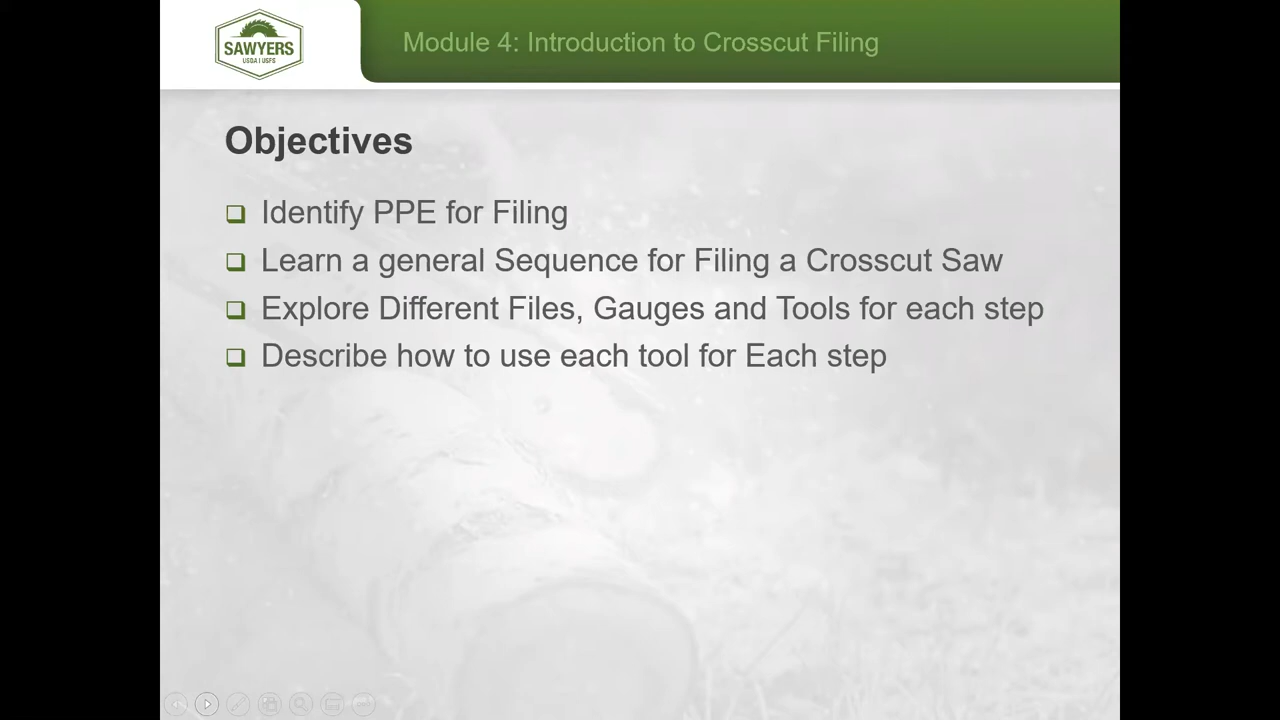 SAWYERS
USDA | USFS
Module 4: Introduction to Crosscut Filing
Objectives
Identify PPE for Filing
Learn a general Sequence for Filing a Crosscut Saw
Explore Different Files, Gauges and Tools for each step
Describe how to use each tool for Each step